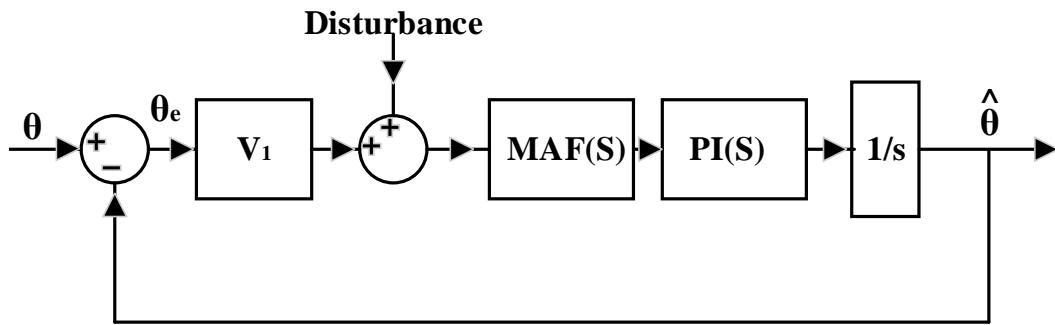 Disturbance
θ
+
−
θe
V1
+
+
MAF(S)
PI(S)
1/s
θ̂